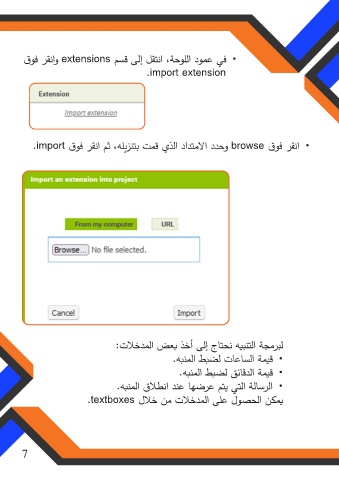 • في عمود اللوحة، انتقل إلى قسم extensions وانقر فوق
import extension.
Extension
Import extension
• انقر فوق browse وحدد الامتداد الذي قمت بتنزيله، ثم انقر فوق import.
Import an extension into project
From my computer URL
Browse... No file selected.
Cancel Import
لبرمجة التنبيه نحتاج إلى أخذ بعض المدخلات:
• قيمة الساعات لضبط المنبه.
• قيمة الدقائق لضبط المنبه.
• الرسالة التي يتم عرضها عند انطلاق المنبه.
يمكن الحصول على المدخلات من خلال textboxes.
7